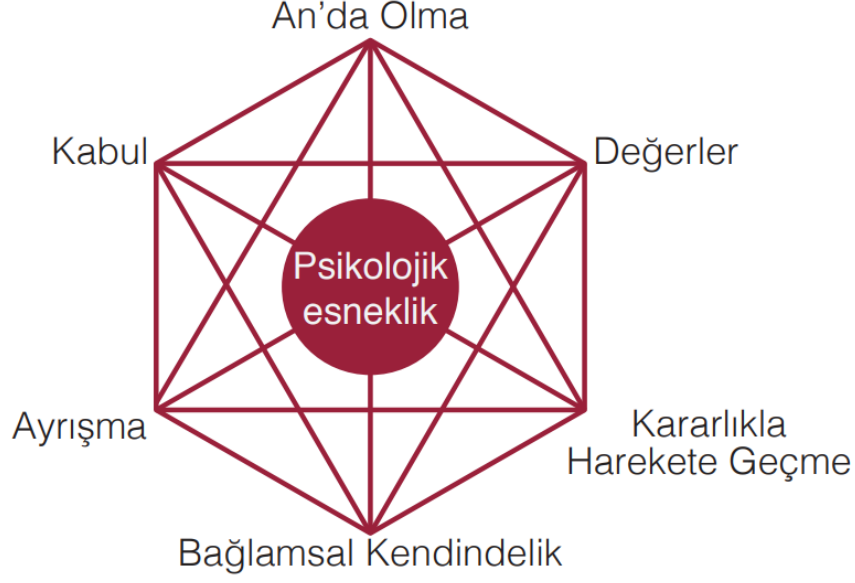 An’da Olma
Kabul
Değerler
Psikolojik
esneklik
Ayrışma
Kararlıkla
Harekete Geçme
Bağlamsal Kendindelik